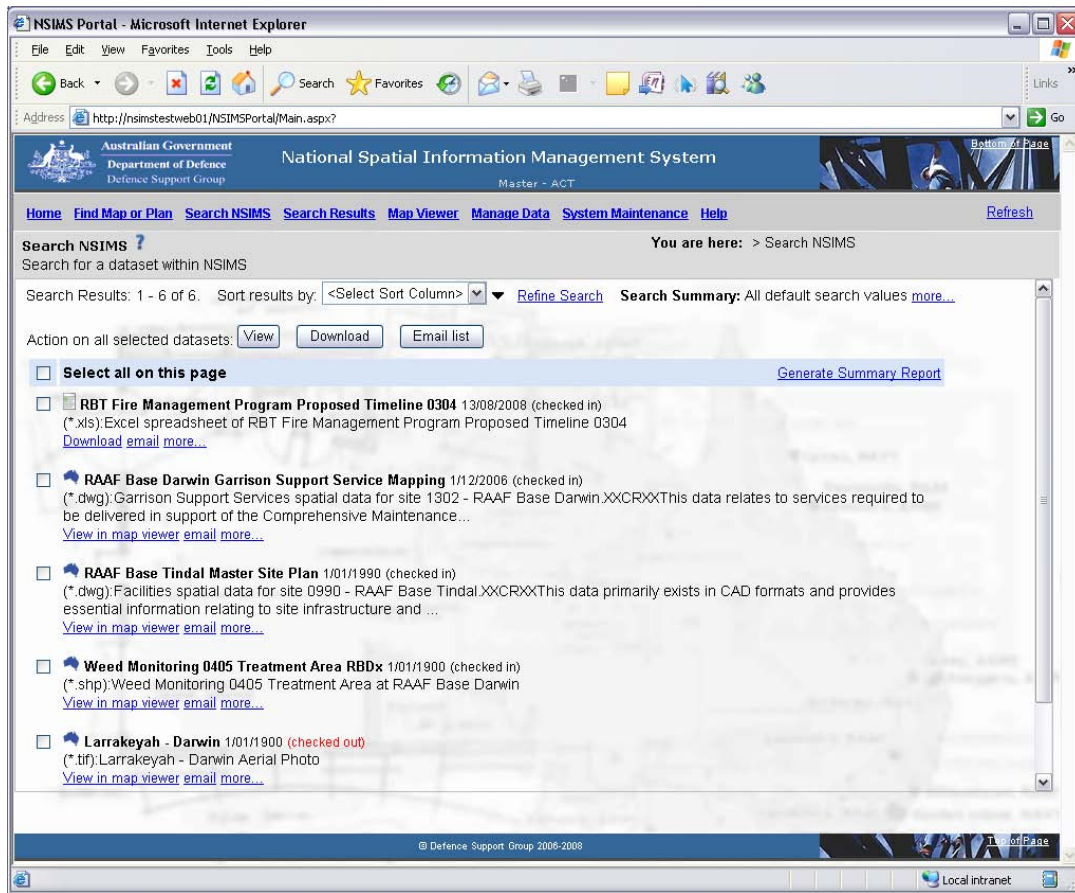 NSIMS Portal - Microsoft Internet Explorer
File Edit View Favorites Tools Help
Back Search Favorites Links
Address http://nsimstestweb01/NSIMSPortal/Main.aspx? Go
Australian Government
Department of Defence
Defence Support Group
National Spatial Information Management System
Master - ACT
Bottom of Page
Home Find Map or Plan Search NSIMS Search Results Map Viewer Manage Data System Maintenance Help Refresh
Search NSIMS ? You are here: > Search NSIMS
Search for a dataset within NSIMS
Search Results: 1 - 6 of 6. Sort results by: <Select Sort Column> Refine Search Search Summary: All default search values more...
Action on all selected datasets: View Download Email list
Select all on this page Generate Summary Report
RBT Fire Management Program Proposed Timeline 0304 13/08/2008 (checked in)
(*.xls):Excel spreadsheet of RBT Fire Management Program Proposed Timeline 0304
Download email more...
RAAF Base Darwin Garrison Support Service Mapping 1/12/2006 (checked in)
(*.dwg):Garrison Support Services spatial data for site 1302 - RAAF Base Darwin.XXCRXXThis data relates to services required to
be delivered in support of the Comprehensive Maintenance...
View in map viewer email more...
RAAF Base Tindal Master Site Plan 1/01/1990 (checked in)
(*.dwg):Facilities spatial data for site 0990 - RAAF Base Tindal.XXCRXXThis data primarily exists in CAD formats and provides
essential information relating to site infrastructure and ...
View in map viewer email more...
Weed Monitoring 0405 Treatment Area RBDx 1/01/1900 (checked in)
(*.shp):Weed Monitoring 0405 Treatment Area at RAAF Base Darwin
View in map viewer email more...
Larrakeyah - Darwin 1/01/1900 (checked out)
(*.tif):Larrakeyah - Darwin Aerial Photo
View in map viewer email more...
© Defence Support Group 2006-2008
Top of Page
Local intranet